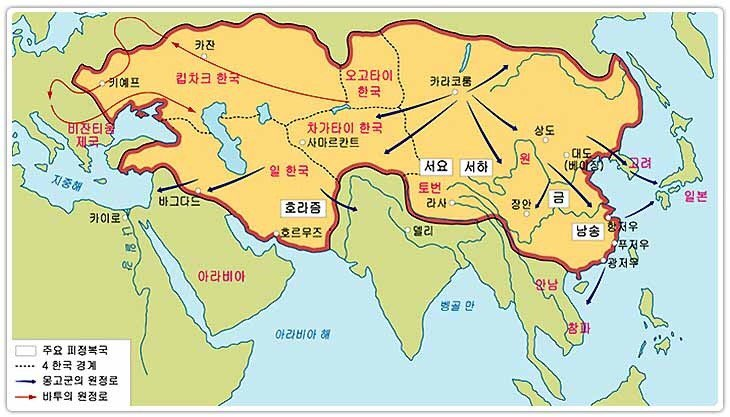 카잔
키예프
킵차크 한국
오고타이
한국
카라코룸
비잔티움
제국
차가타이 한국
사마르칸트
상도
대도
(베이징)
고려
일본
원
서요
서하
일 한국
토번
라사
장안
금
지중해
바그다드
호라즘
카이로
나일 강
호르무즈
델리
낭송
항저우
푸저우
광저우
아라비아
안남
벵골 만
참파
아라비아 해
주요 피정복국
4 한국 경계
몽고군의 원정로
바투의 원정로